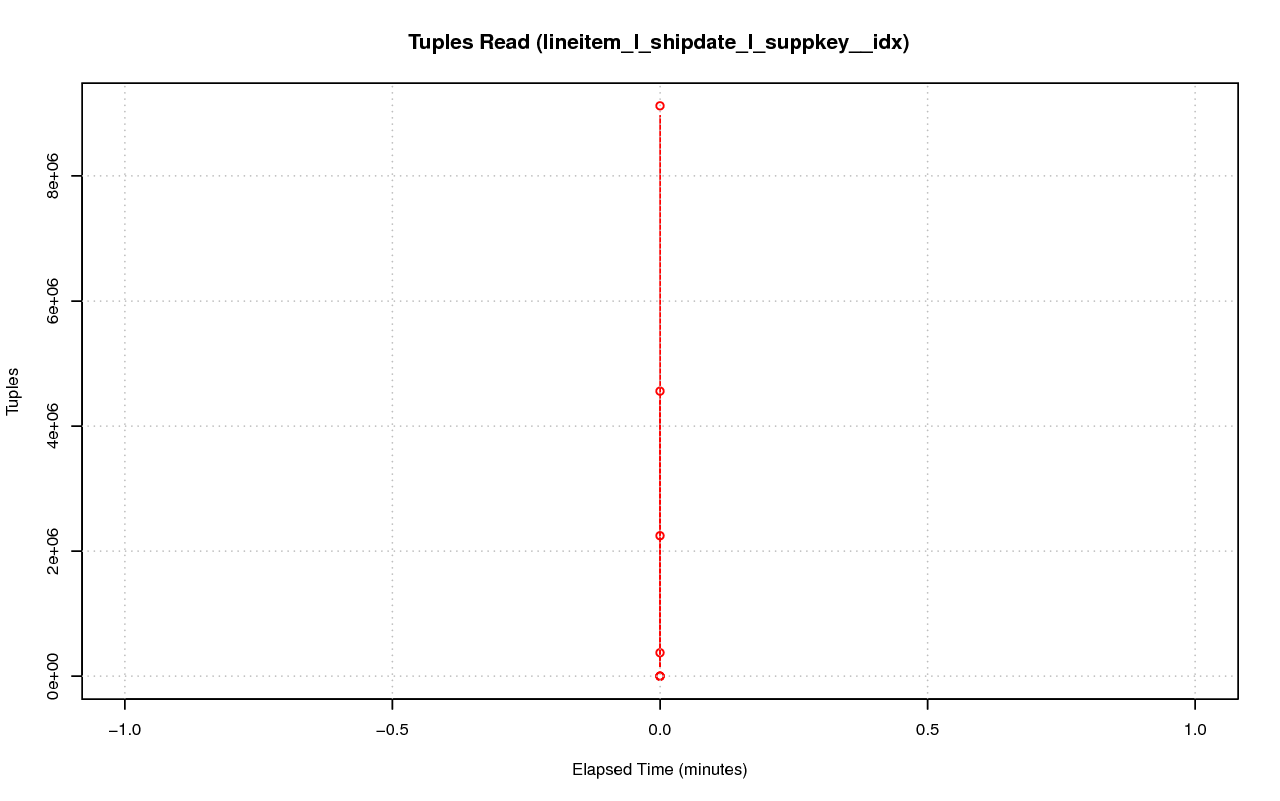 Tuples Read (lineitem_l_shipdate_l_suppkey__idx)
Tuples
8e+06
6e+06
4e+06
2e+06
0e+00
−1.0 −0.5 0.0 0.5 1.0
Elapsed Time (minutes)